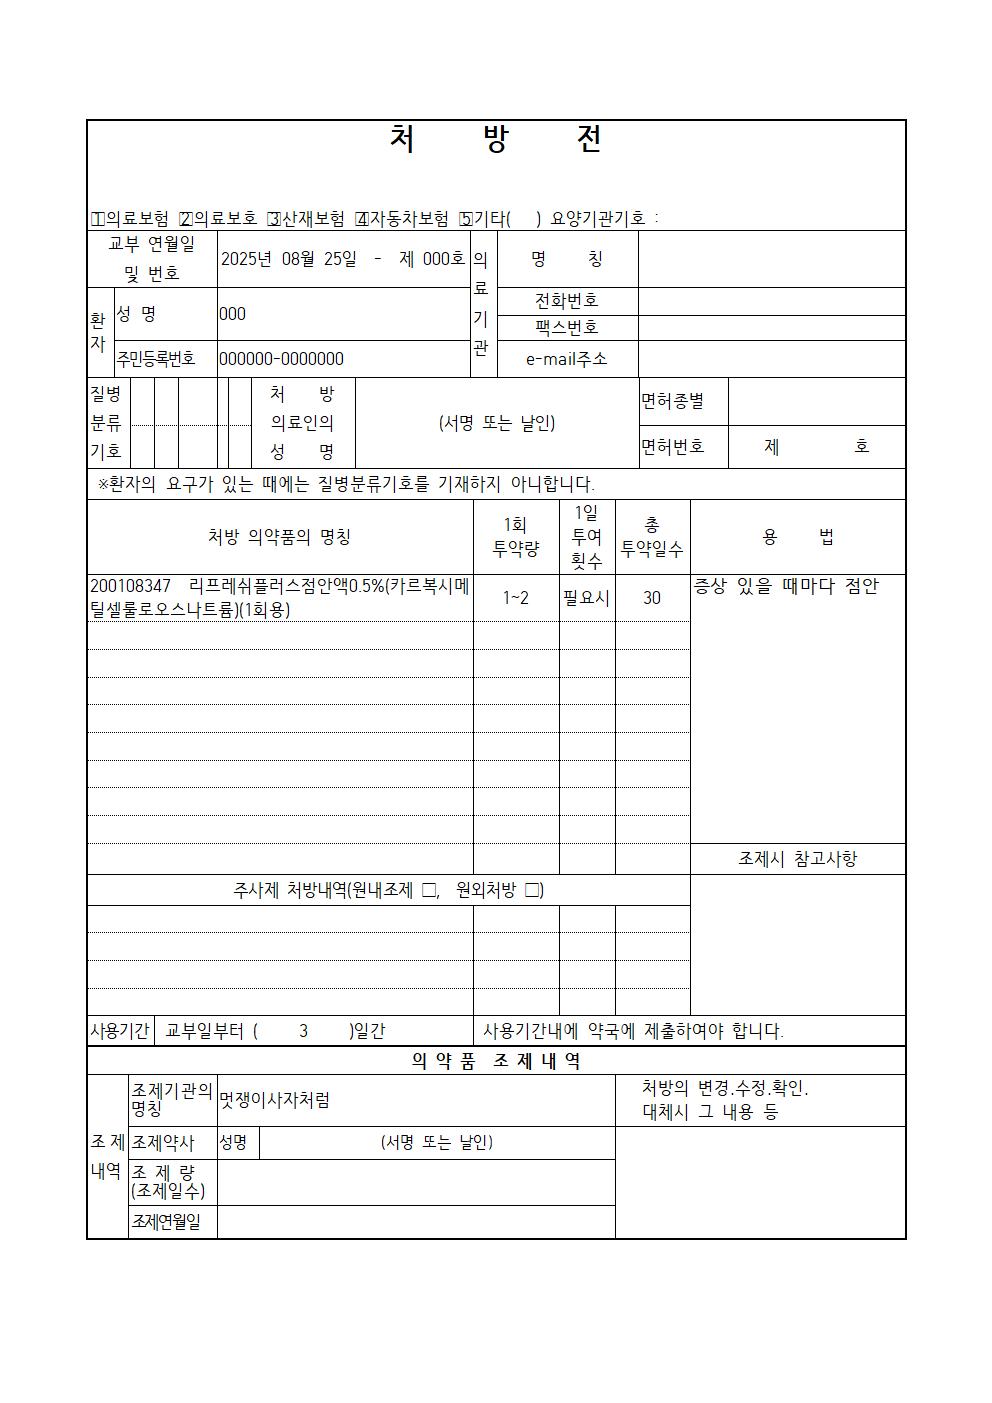 처 방 전
①의료보험 ②의료보호 ③산재보험 ④자동차보험 ⑤기타( ) 요양기관기호 :
교부 연월일 및 번호
2025년 08월 25일 - 제 000호
의료기관
명 칭
환자
성 명
000
전화번호
팩스번호
주민등록번호
000000-0000000
e-mail주소
질병
분류
기호
처 방
의료인의
성 명
(서명 또는 날인)
면허종별
면허번호
제 호
※환자의 요구가 있는 때에는 질병분류기호를 기재하지 아니합니다.
처방 의약품의 명칭
1회
투약량
1일
투여
횟수
총
투약일수
용 법
200108347 리프레쉬플러스점안액0.5%(카르복시메
틸셀룰로오스나트륨)(1회용)
1~2
필요시
30
증상 있을 때마다 점안
조제시 참고사항
주사제 처방내역(원내조제 □, 원외처방 □)
사용기간
교부일부터 ( 3 )일간
사용기간내에 약국에 제출하여야 합니다.
의 약 품 조 제 내 역
조 제
내역
조제기관의
명칭
멋쟁이사자처럼
처방의 변경.수정.확인.
대체시 그 내용 등
조제약사
성명
(서명 또는 날인)
조 제 량
(조제일수)
조제연월일